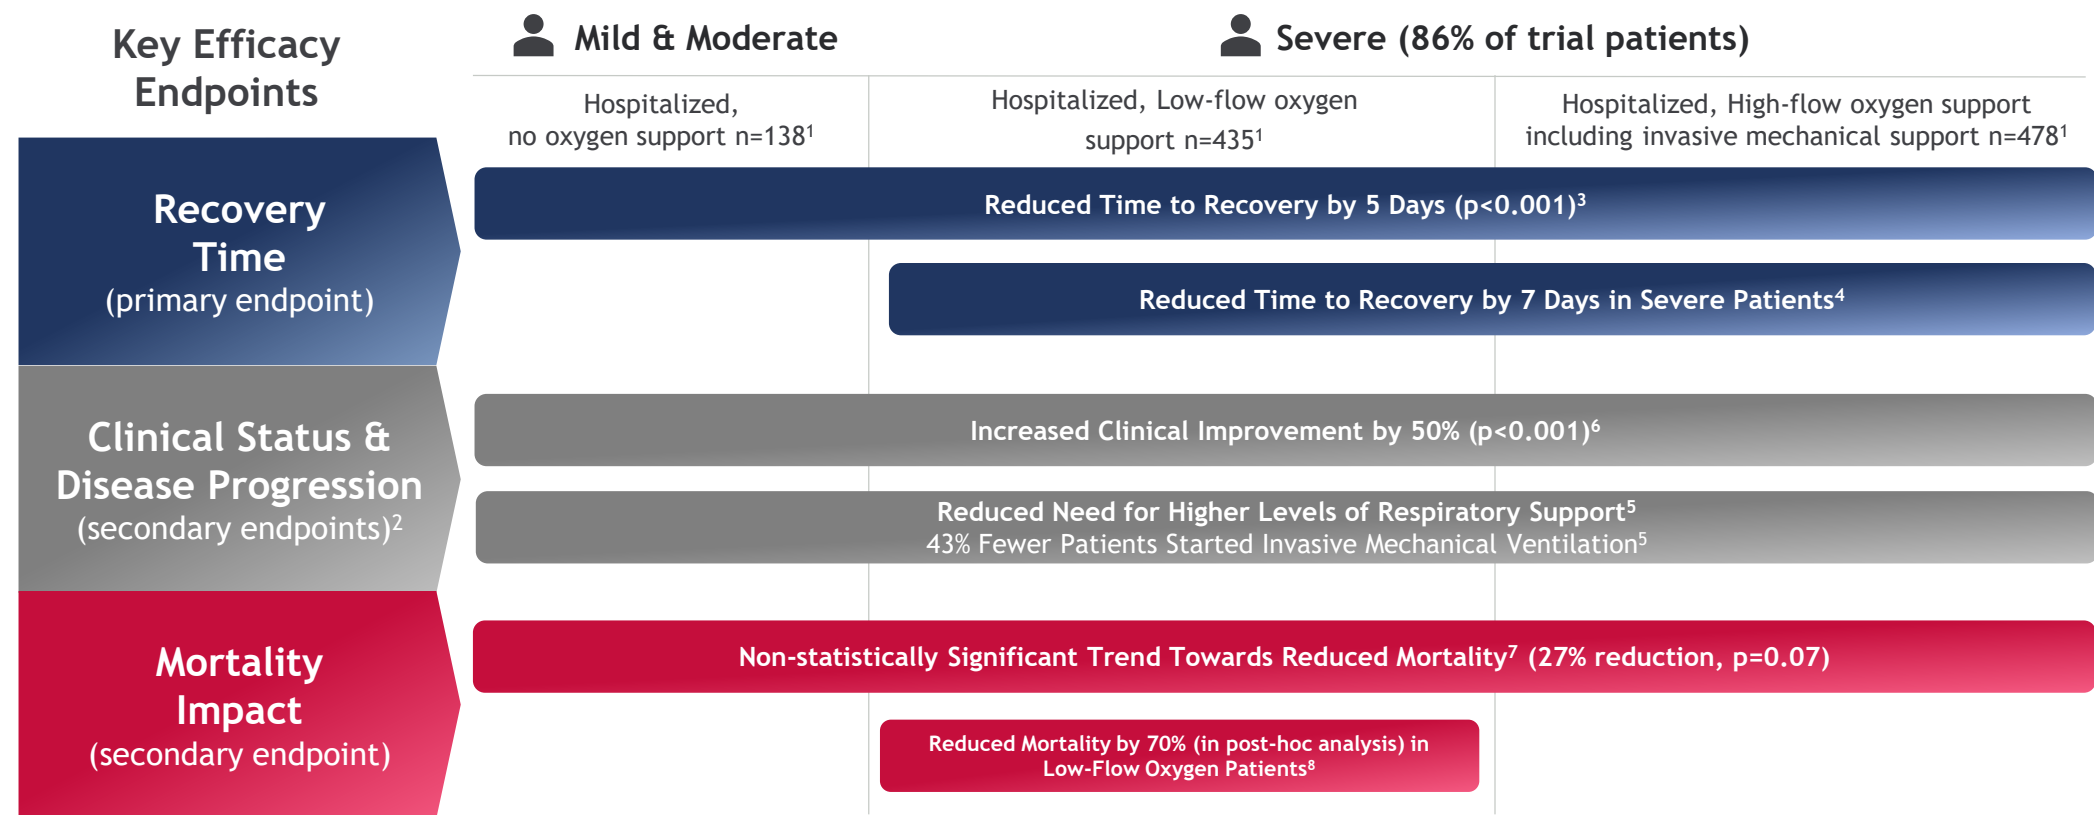 Key Efficacy
Endpoints
Mild & Moderate
Severe (86% of trial patients)
Hospitalized,
no oxygen support n=138¹
Hospitalized, Low-flow oxygen
support n=435¹
Hospitalized, High-flow oxygen support
including invasive mechanical support n=478¹
Recovery
Time
(primary endpoint)
Reduced Time to Recovery by 5 Days (p<0.001)³
Reduced Time to Recovery by 7 Days in Severe Patients⁴
Clinical Status &
Disease Progression
(secondary endpoints)²
Increased Clinical Improvement by 50% (p<0.001)⁶
Reduced Need for Higher Levels of Respiratory Support⁵
43% Fewer Patients Started Invasive Mechanical Ventilation⁵
Mortality
Impact
(secondary endpoint)
Non-statistically Significant Trend Towards Reduced Mortality⁷ (27% reduction, p=0.07)
Reduced Mortality by 70% (in post-hoc analysis) in
Low-Flow Oxygen Patients⁸